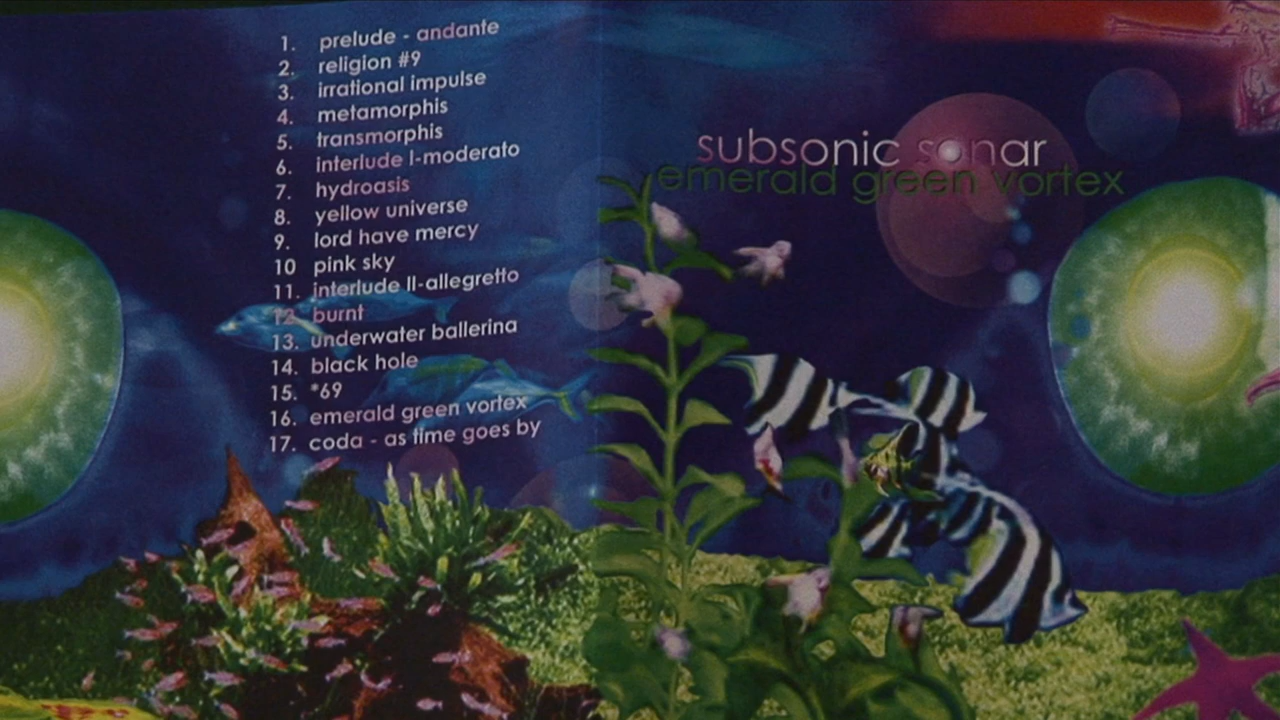 1. prelude - andante
2. religion #9
3. irrational impulse
4. metamorphis
5. transmorphis
6. interlude I-moderato
7. hydroasis
8. yellow universe
9. lord have mercy
10 pink sky
11. interlude II-allegretto
12 burnt
13. underwater ballerina
14. black hole
15. *69
16. emerald green vortex
17. coda - as time goes by
subsonic sonar
emerald green vortex